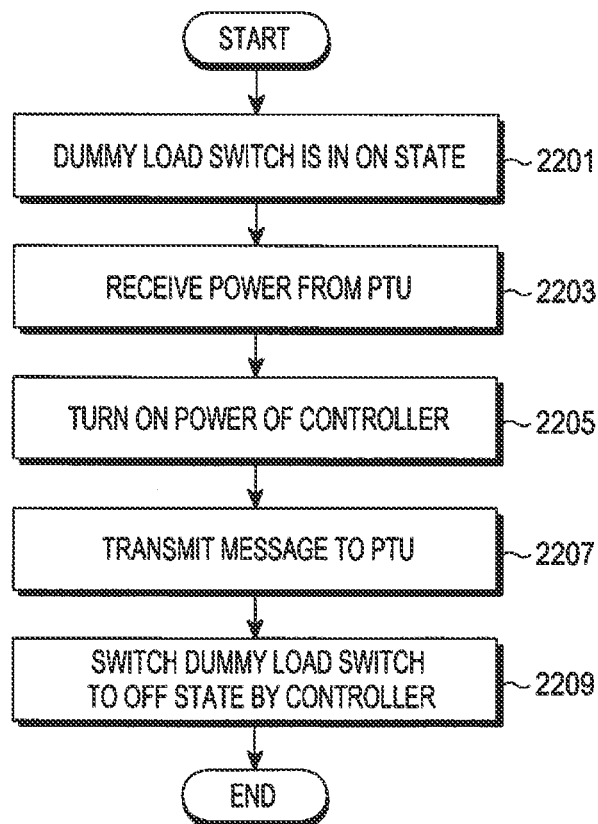 START
DUMMY LOAD SWITCH IS IN ON STATE
2201
RECEIVE POWER FROM PTU
2203
TURN ON POWER OF CONTROLLER
2205
TRANSMIT MESSAGE TO PTU
2207
SWITCH DUMMY LOAD SWITCH
TO OFF STATE BY CONTROLLER
2209
END